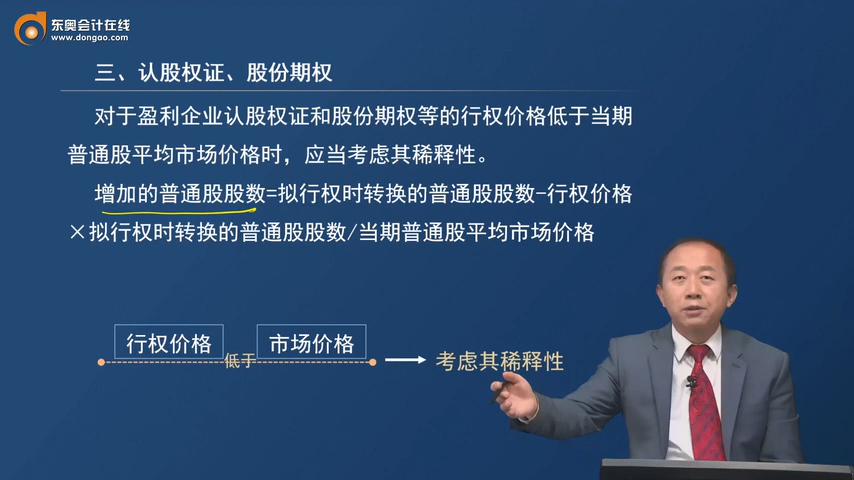 东奥会计在线
www.dongao.com
三、认股权证、股份期权
对于盈利企业认股权证和股份期权等的行权价格低于当期
普通股平均市场价格时，应当考虑其稀释性。
增加的普通股股数=拟行权时转换的普通股股数-行权价格
×拟行权时转换的普通股股数/当期普通股平均市场价格
行权价格 低于 市场价格 考虑其稀释性